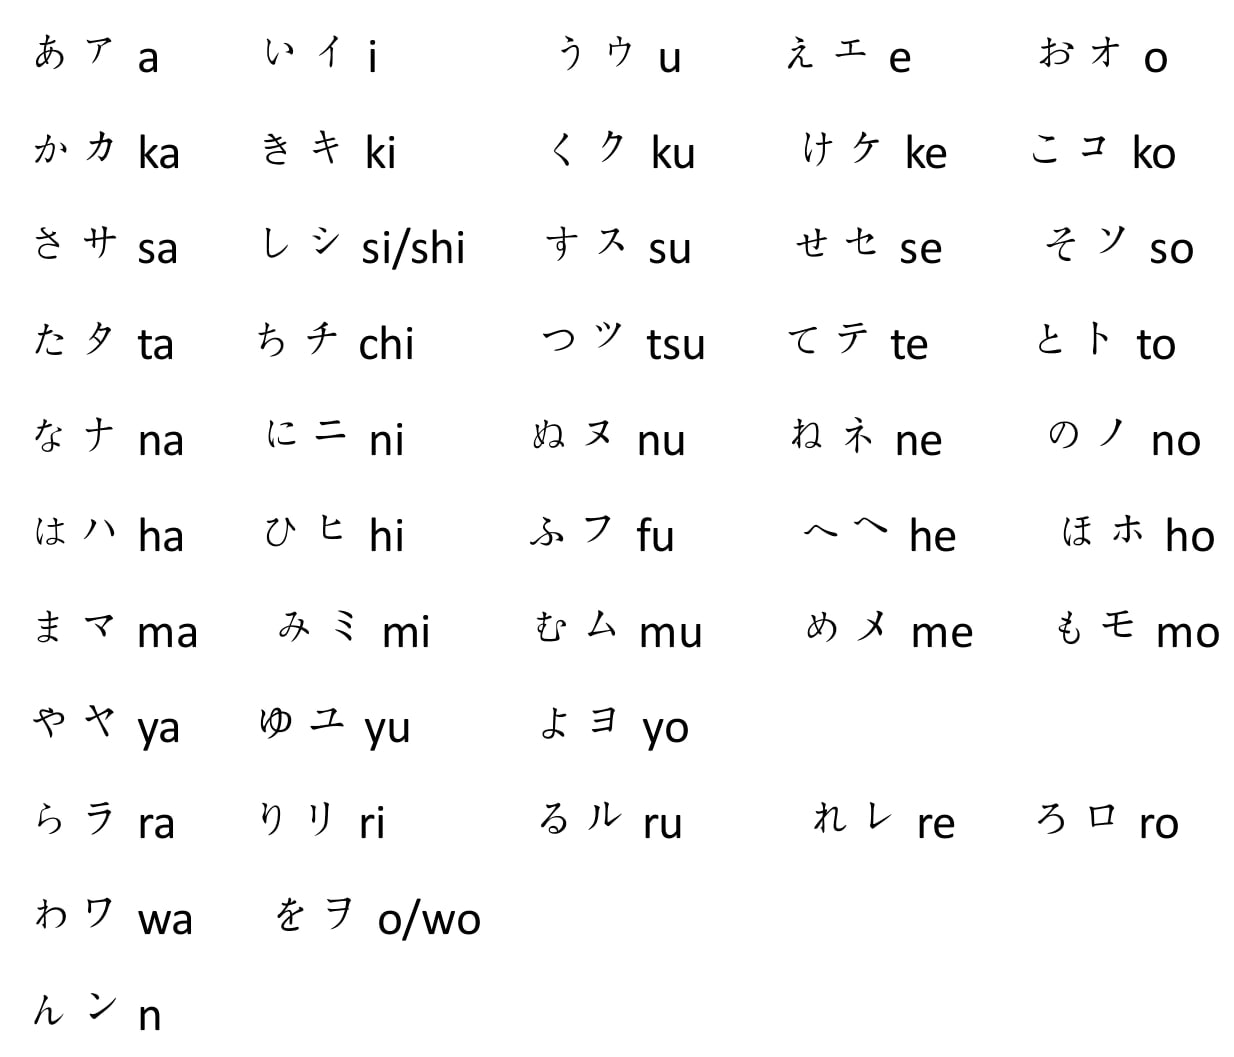 あ ア a い イ i う ウ u え エ e お オ o
か カ ka き キ ki く ク ku け ケ ke こ コ ko
さ サ sa し シ si/shi す ス su せ セ se そ ソ so
た タ ta ち チ chi つ ツ tsu て テ te と ト to
な ナ na に ニ ni ぬ ヌ nu ね ネ ne の ノ no
は ハ ha ひ ヒ hi ふ フ fu へ ヘ he ほ ホ ho
ま マ ma み ミ mi む ム mu め メ me も モ mo
や ヤ ya ゆ ユ yu よ ヨ yo
ら ラ ra り リ ri る ル ru れ レ re ろ ロ ro
わ ワ wa を ヲ o/wo
ん ン n